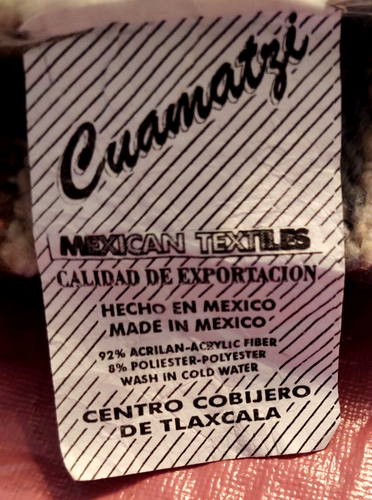 Cuamatzi
MEXICAN TEXTILES
CALIDAD DE EXPORTACION
HECHO EN MEXICO
MADE IN MEXICO
92% ACRILAN-ACRYLIC FIBER
8% POLIESTER-POLYESTER
WASH IN COLD WATER
CENTRO COBIJERO
DE TLAXCALA